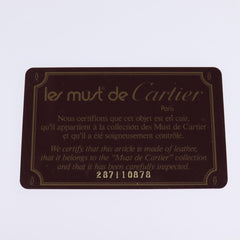 les must de Cartier
Paris
Nous certifions que cet objet est en cuir,
qu'il appartient à la collection des Must de Cartier
et qu'il a été soigneusement contrôlé.
We certify that this article is made of leather,
that it belongs to the "Must de Cartier" collection
and that it has been carefully inspected.
287110878